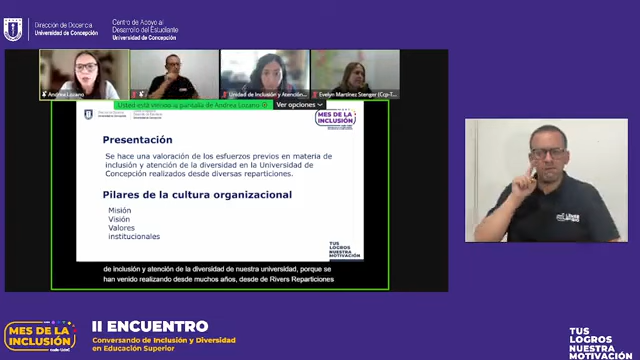 Dirección de Docencia
Universidad de Concepción
Centro de Apoyo al
Desarrollo del Estudiante
Universidad de Concepción
Andrea Lozano
Unidad de Inclusión y Atención...
Evelyn Martínez Stenger (Ccp-T...
Usted está viendo la pantalla de Andrea Lozano
Ver opciones
MES DE LA
INCLUSIÓN
Presentación
Se hace una valoración de los esfuerzos previos en materia de
inclusión y atención de la diversidad en la Universidad de
Concepción realizados desde diversas reparticiones.
Pilares de la cultura organizacional
Misión
Visión
Valores
institucionales
TUS
LOGROS
NUESTRA
MOTIVACIÓN
de inclusión y atención de la diversidad de nuestra universidad, porque se
han venido realizando desde muchos años, desde de Rivers Reparticiones
MES DE LA
INCLUSIÓN
II ENCUENTRO
Conversando de Inclusión y Diversidad
en Educación Superior
TUS
LOGROS
NUESTRA
MOTIVACIÓN